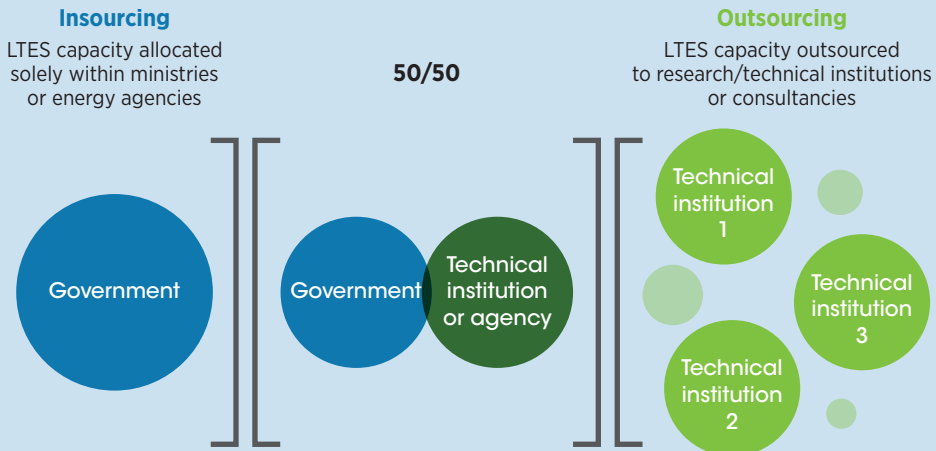 Insourcing
LTES capacity allocated
solely within ministries
or energy agencies
50/50
Outsourcing
LTES capacity outsourced
to research/technical institutions
or consultancies
Government
Government
Technical
institution
or agency
Technical
institution
1
Technical
institution
3
Technical
institution
2